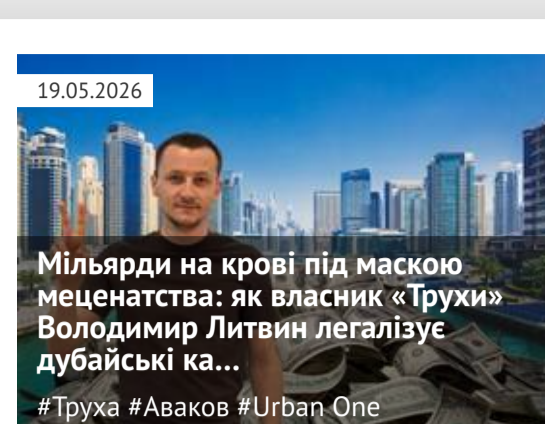 19.05.2026
Мільярди на крові під маскою
меценатства: як власник «Трухи»
Володимир Литвин легалізує
дубайські ка...
#Труха #Аваков #Urban One